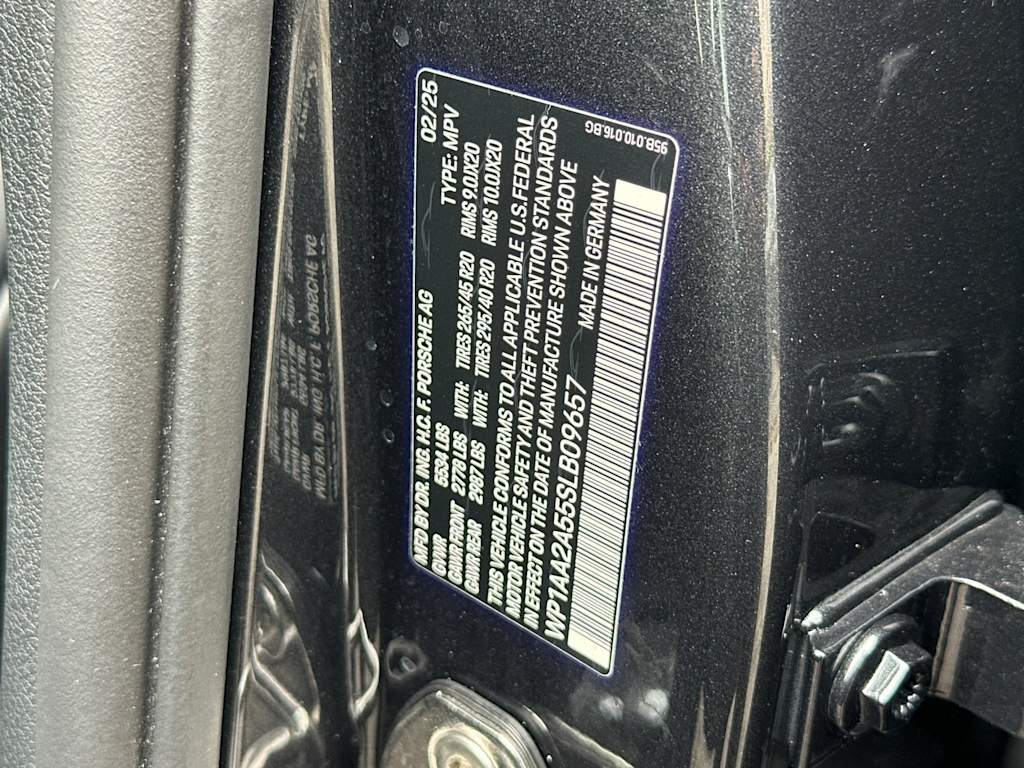 MFD BY DR. ING. H.C. F. PORSCHE AG 02/25
GVWR 5534 LBS TYPE: MPV
GAWR FRONT 2778 LBS WITH: TIRES 265/45 R20 RIMS 9.0JX20
GAWR REAR 2987 LBS WITH: TIRES 295/40 R20 RIMS 10.0JX20
THIS VEHICLE CONFORMS TO ALL APPLICABLE U.S. FEDERAL
MOTOR VEHICLE SAFETY AND THEFT PREVENTION STANDARDS
IN EFFECT ON THE DATE OF MANUFACTURE SHOWN ABOVE
WP1AA2A55SLB09657 MADE IN GERMANY
95B.010.016.BG